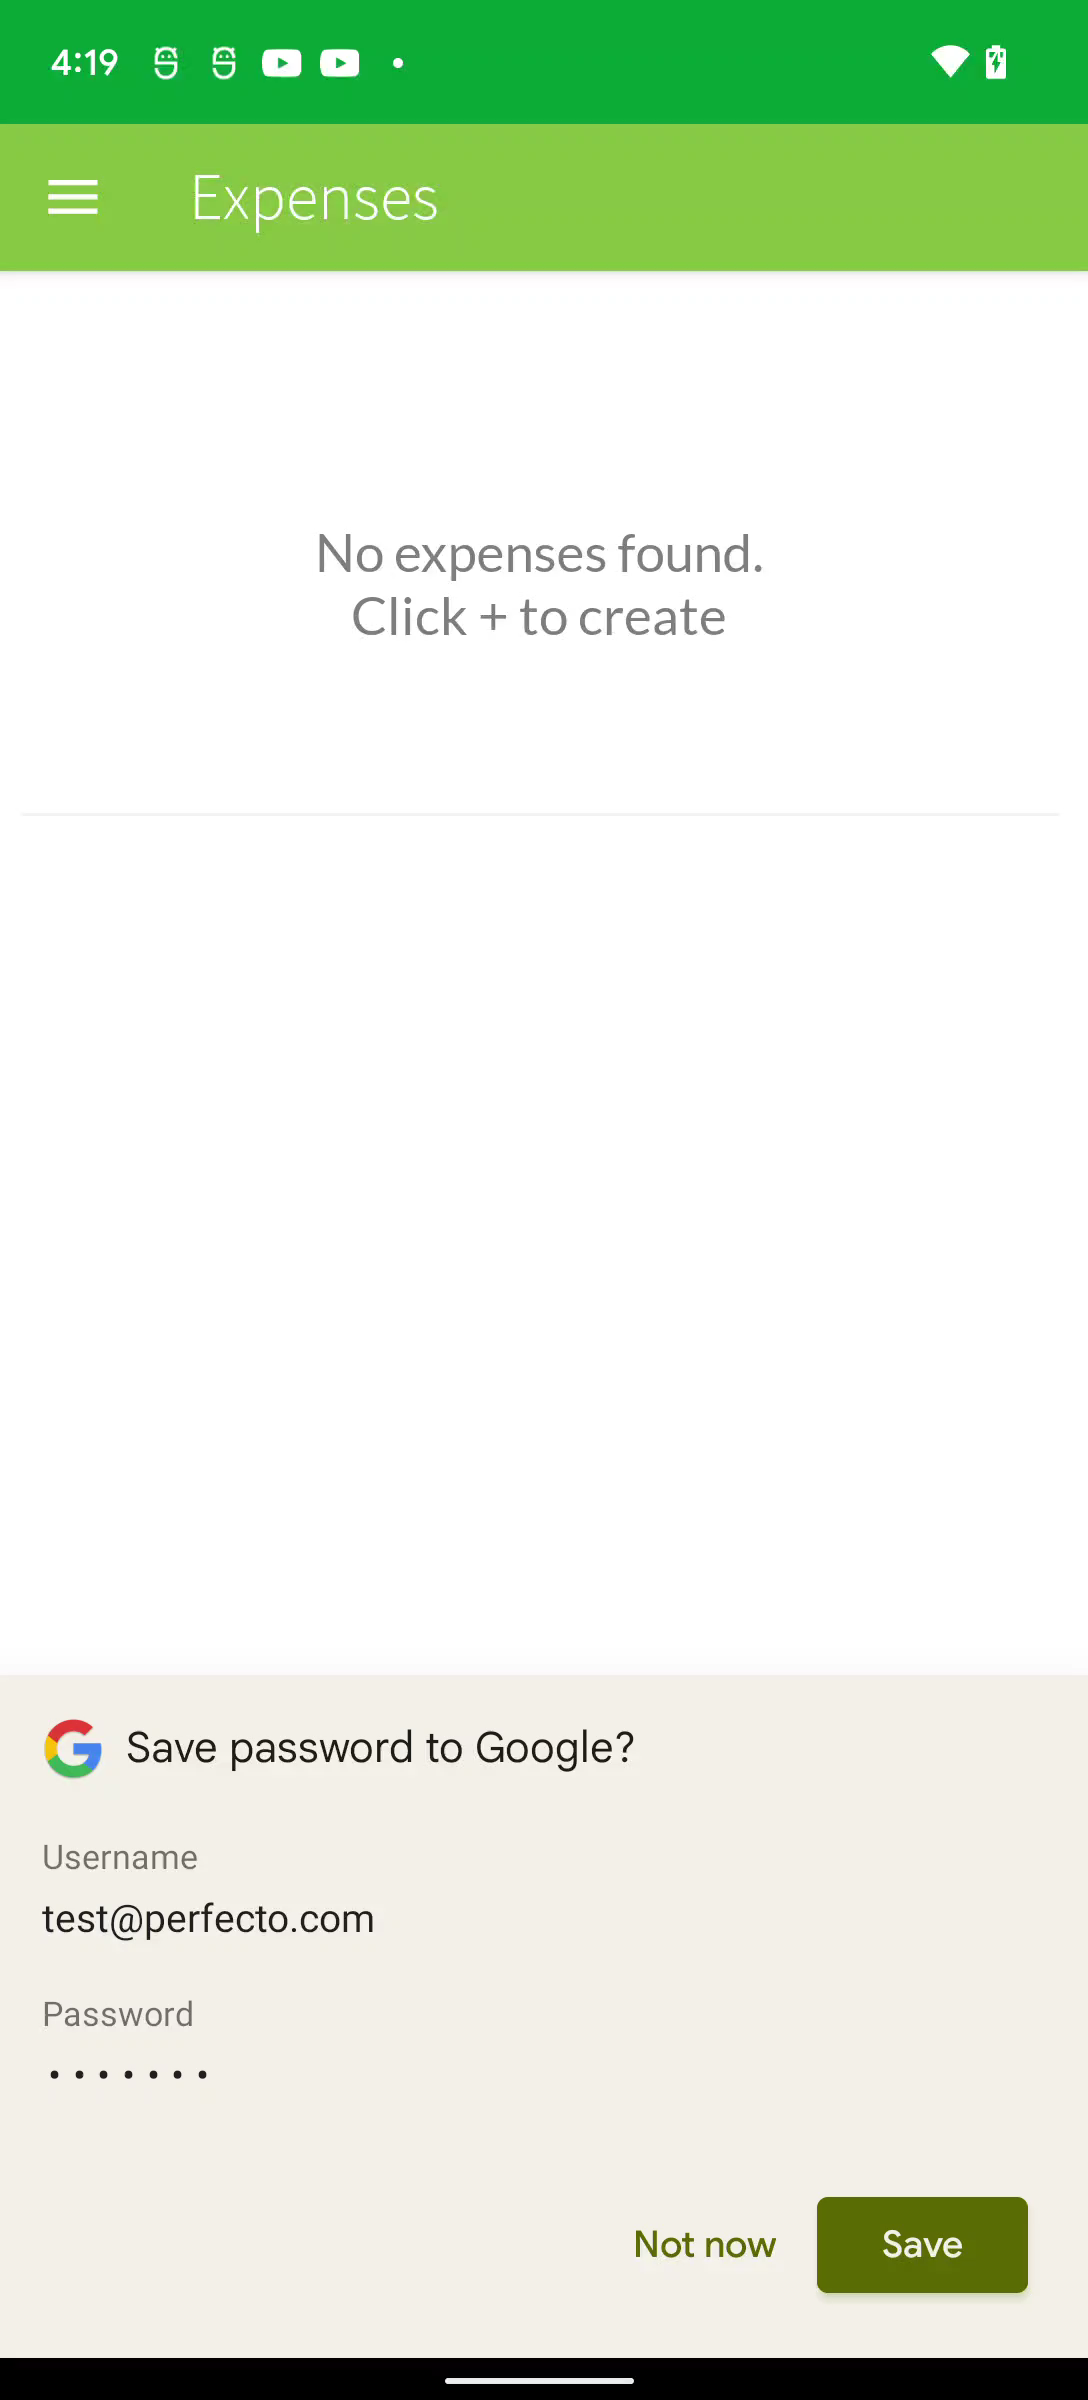 4:19
Expenses
No expenses found.
Click + to create
Save password to Google?
Username
test@perfecto.com
Password
•••••••
Not now
Save